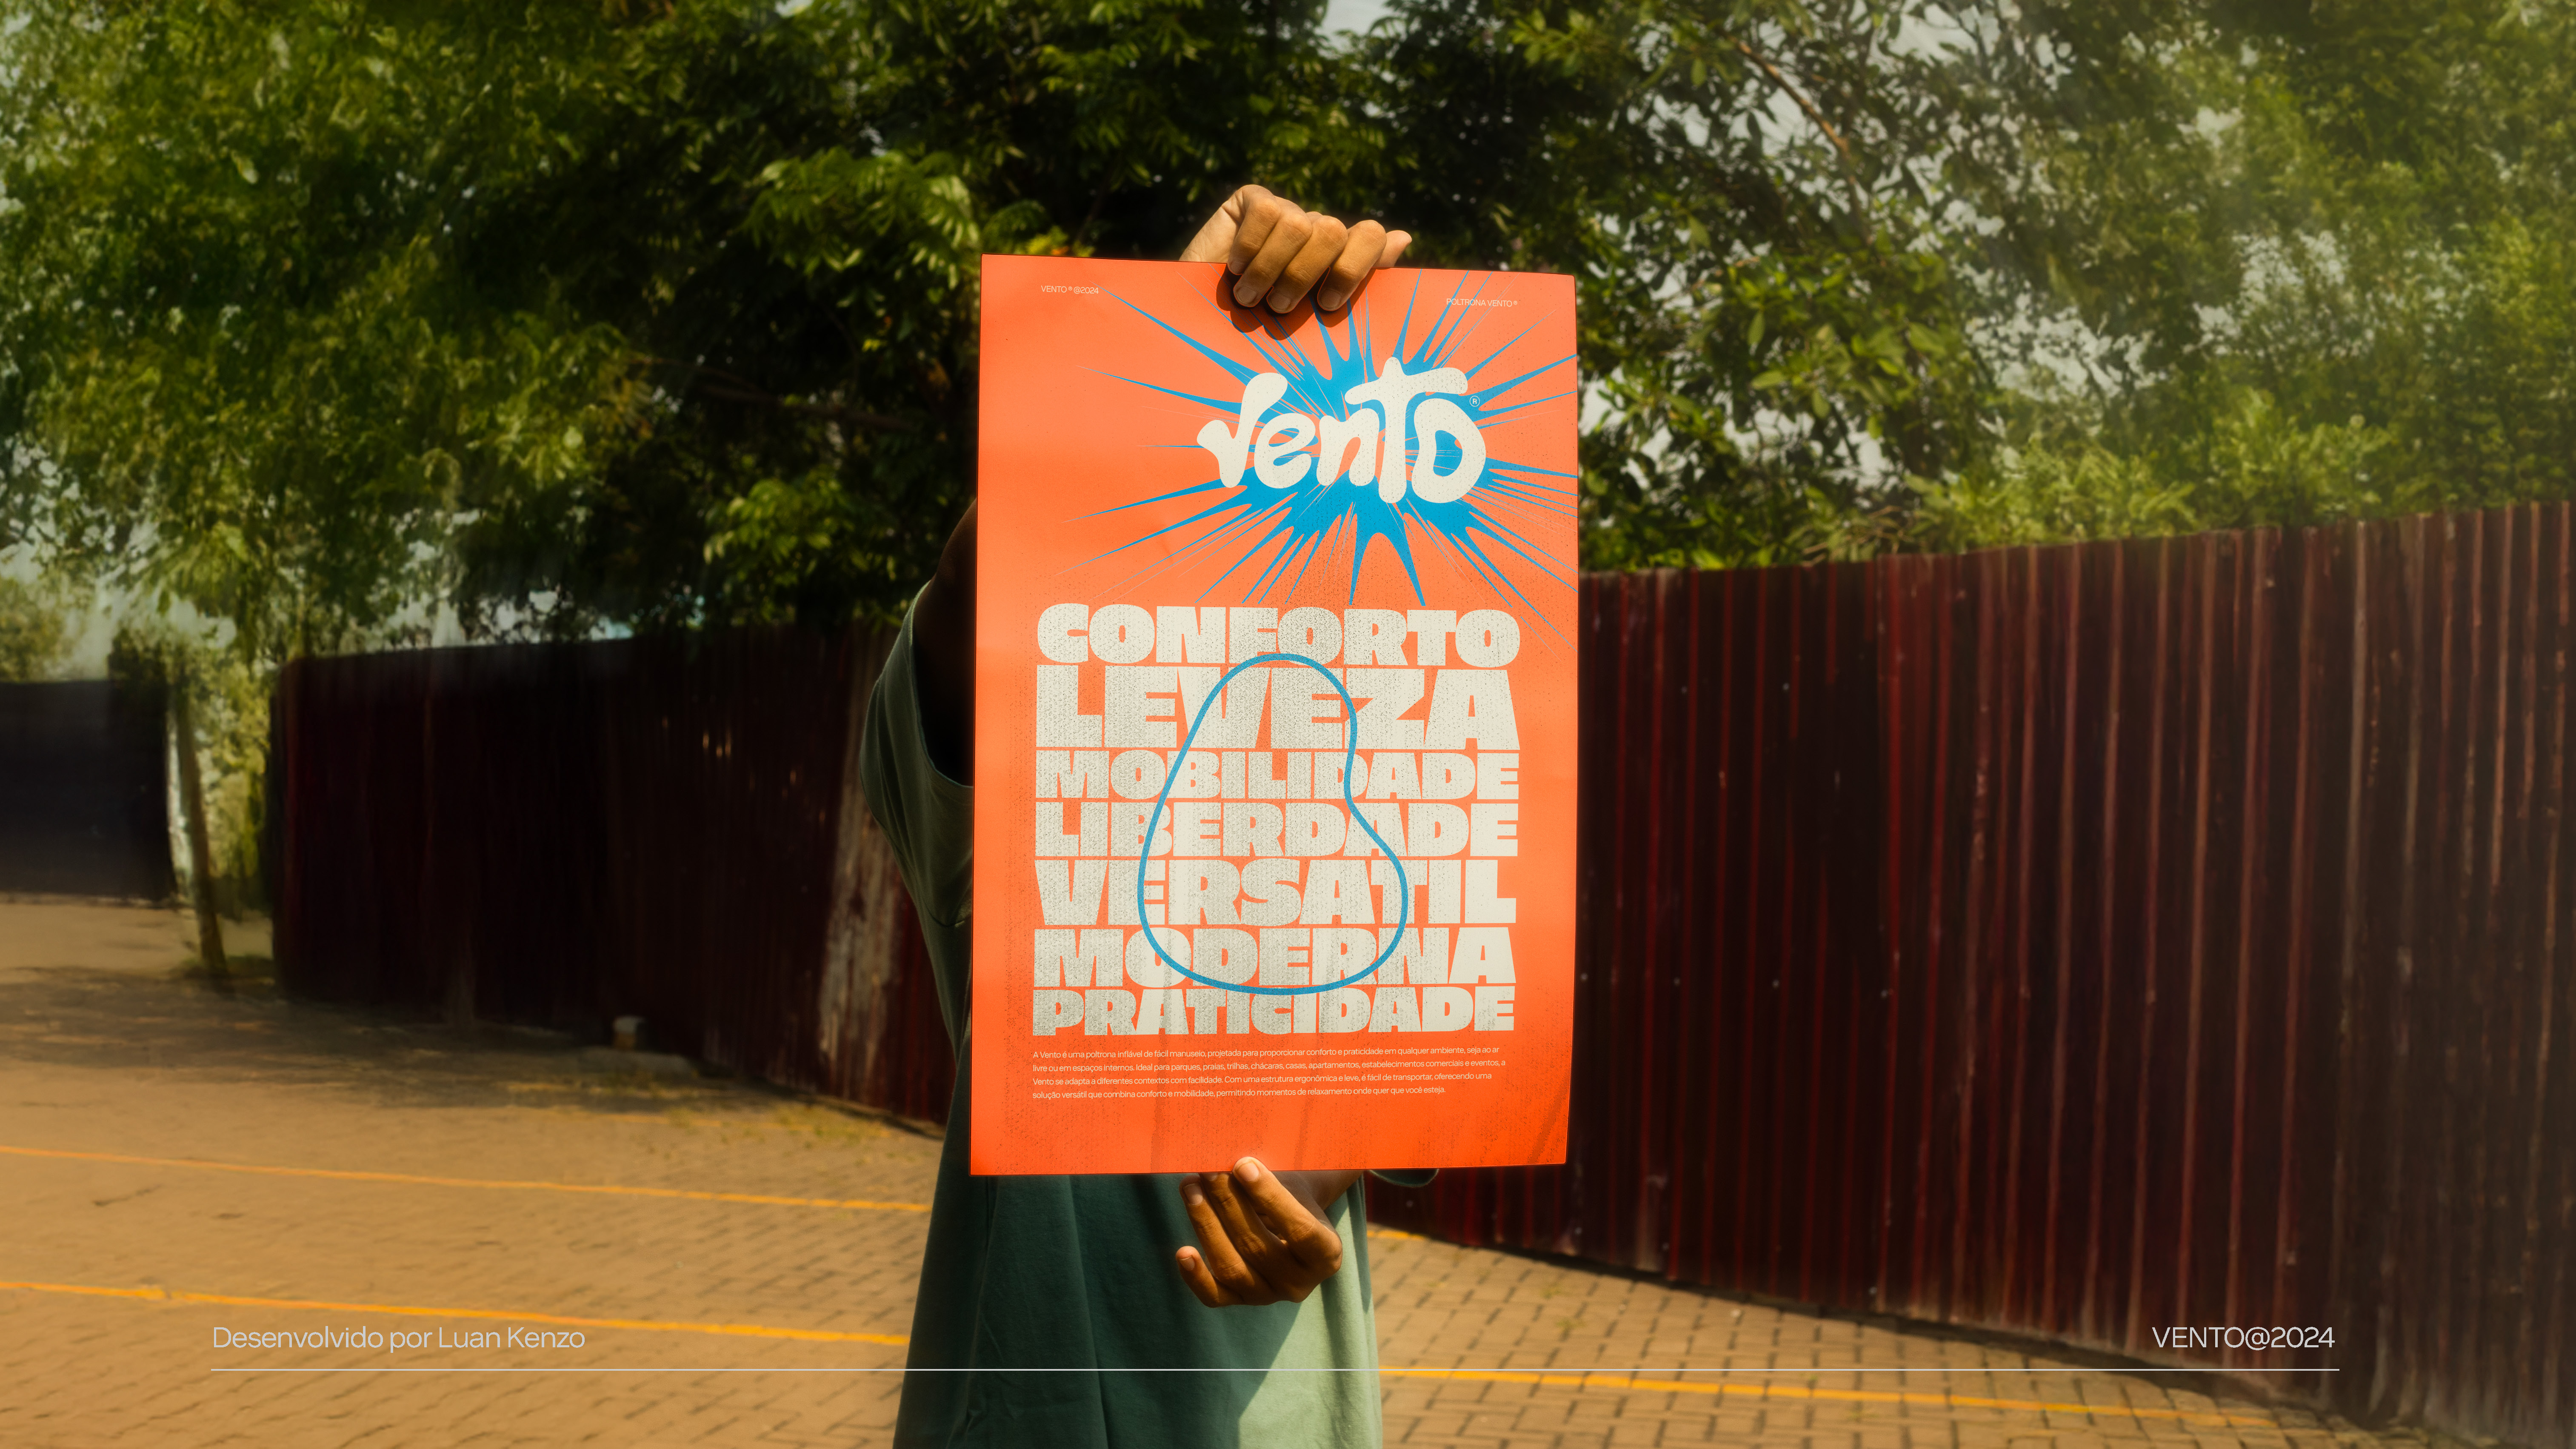 VENTO ® @2024
POLTRONA VENTO ®
Vento ®
CONFORTO
LEVEZA
MOBILIDADE
LIBERDADE
VERSATIL
MODERNA
PRATICIDADE
A Vento é uma poltrona inflável de fácil manuseio, projetada para proporcionar conforto e praticidade em qualquer ambiente, seja ao ar
livre ou em espaços internos. Ideal para parques, praias, trilhas, chácaras, casas, apartamentos, estabelecimentos comerciais e eventos, a
Vento se adapta a diferentes contextos com facilidade. Com uma estrutura ergonômica e leve, é fácil de transportar, oferecendo uma
solução versátil que combina conforto e mobilidade, permitindo momentos de relaxamento onde quer que você esteja.
Desenvolvido por Luan Kenzo
VENTO@2024